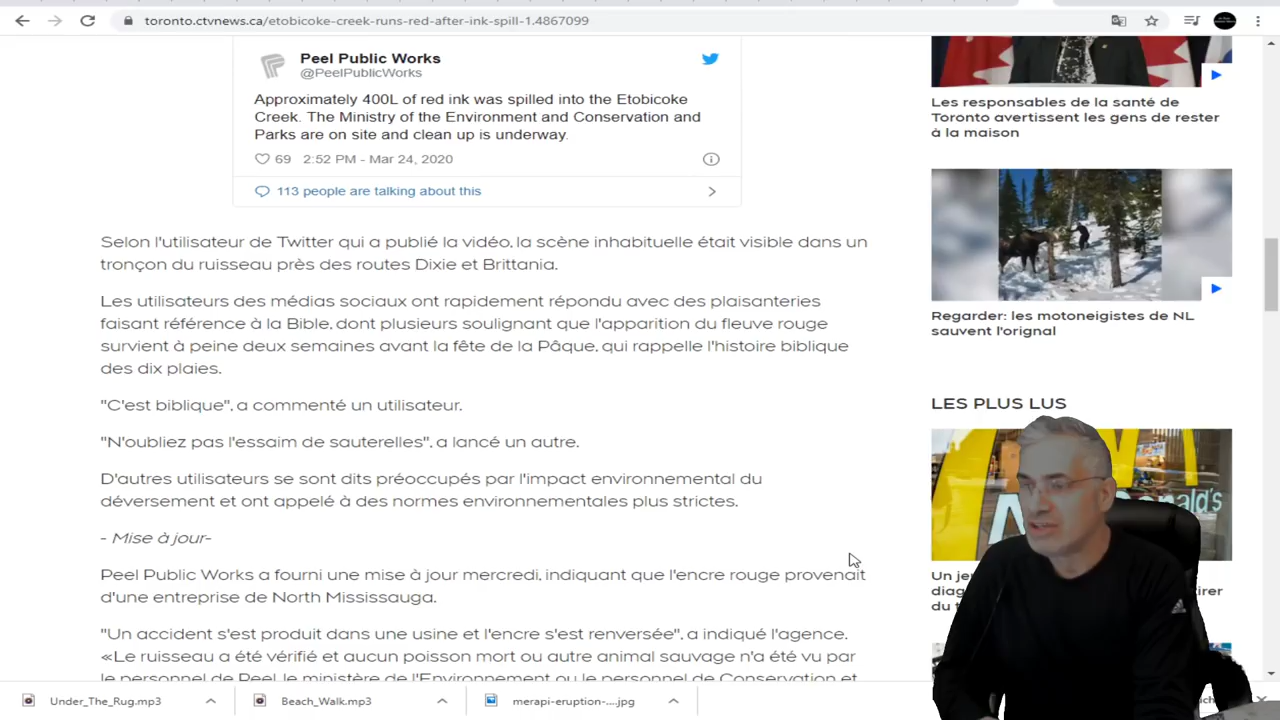 toronto.ctvnews.ca/etobicoke-creek-runs-red-after-ink-spill-1.4867099
Peel Public Works
@PeelPublicWorks
Approximately 400L of red ink was spilled into the Etobicoke
Creek. The Ministry of the Environment and Conservation and
Parks are on site and clean up is underway.
69 2:52 PM - Mar 24, 2020
113 people are talking about this
Selon l'utilisateur de Twitter qui a publié la vidéo, la scène inhabituelle était visible dans un
tronçon du ruisseau près des routes Dixie et Brittania.
Les utilisateurs des médias sociaux ont rapidement répondu avec des plaisanteries
faisant référence à la Bible, dont plusieurs soulignant que l'apparition du fleuve rouge
survient à peine deux semaines avant la fête de la Pâque, qui rappelle l'histoire biblique
des dix plaies.
"C'est biblique", a commenté un utilisateur.
"N'oubliez pas l'essaim de sauterelles", a lancé un autre.
D'autres utilisateurs se sont dits préoccupés par l'impact environnemental du
déversement et ont appelé à des normes environnementales plus strictes.
- Mise à jour-
Peel Public Works a fourni une mise à jour mercredi, indiquant que l'encre rouge provenait
d'une entreprise de North Mississauga.
"Un accident s'est produit dans une usine et l'encre s'est renversée", a indiqué l'agence.
«Le ruisseau a été vérifié et aucun poisson mort ou autre animal sauvage n'a été vu par
le personnel de Peel, le ministère de l'Environnement ou le personnel de Conservation et
Les responsables de la santé de
Toronto avertissent les gens de rester
à la maison
Regarder: les motoneigistes de NL
sauvent l'orignal
LES PLUS LUS
Un
Under_The_Rug.mp3
Beach_Walk.mp3
merapi-eruption-....jpg